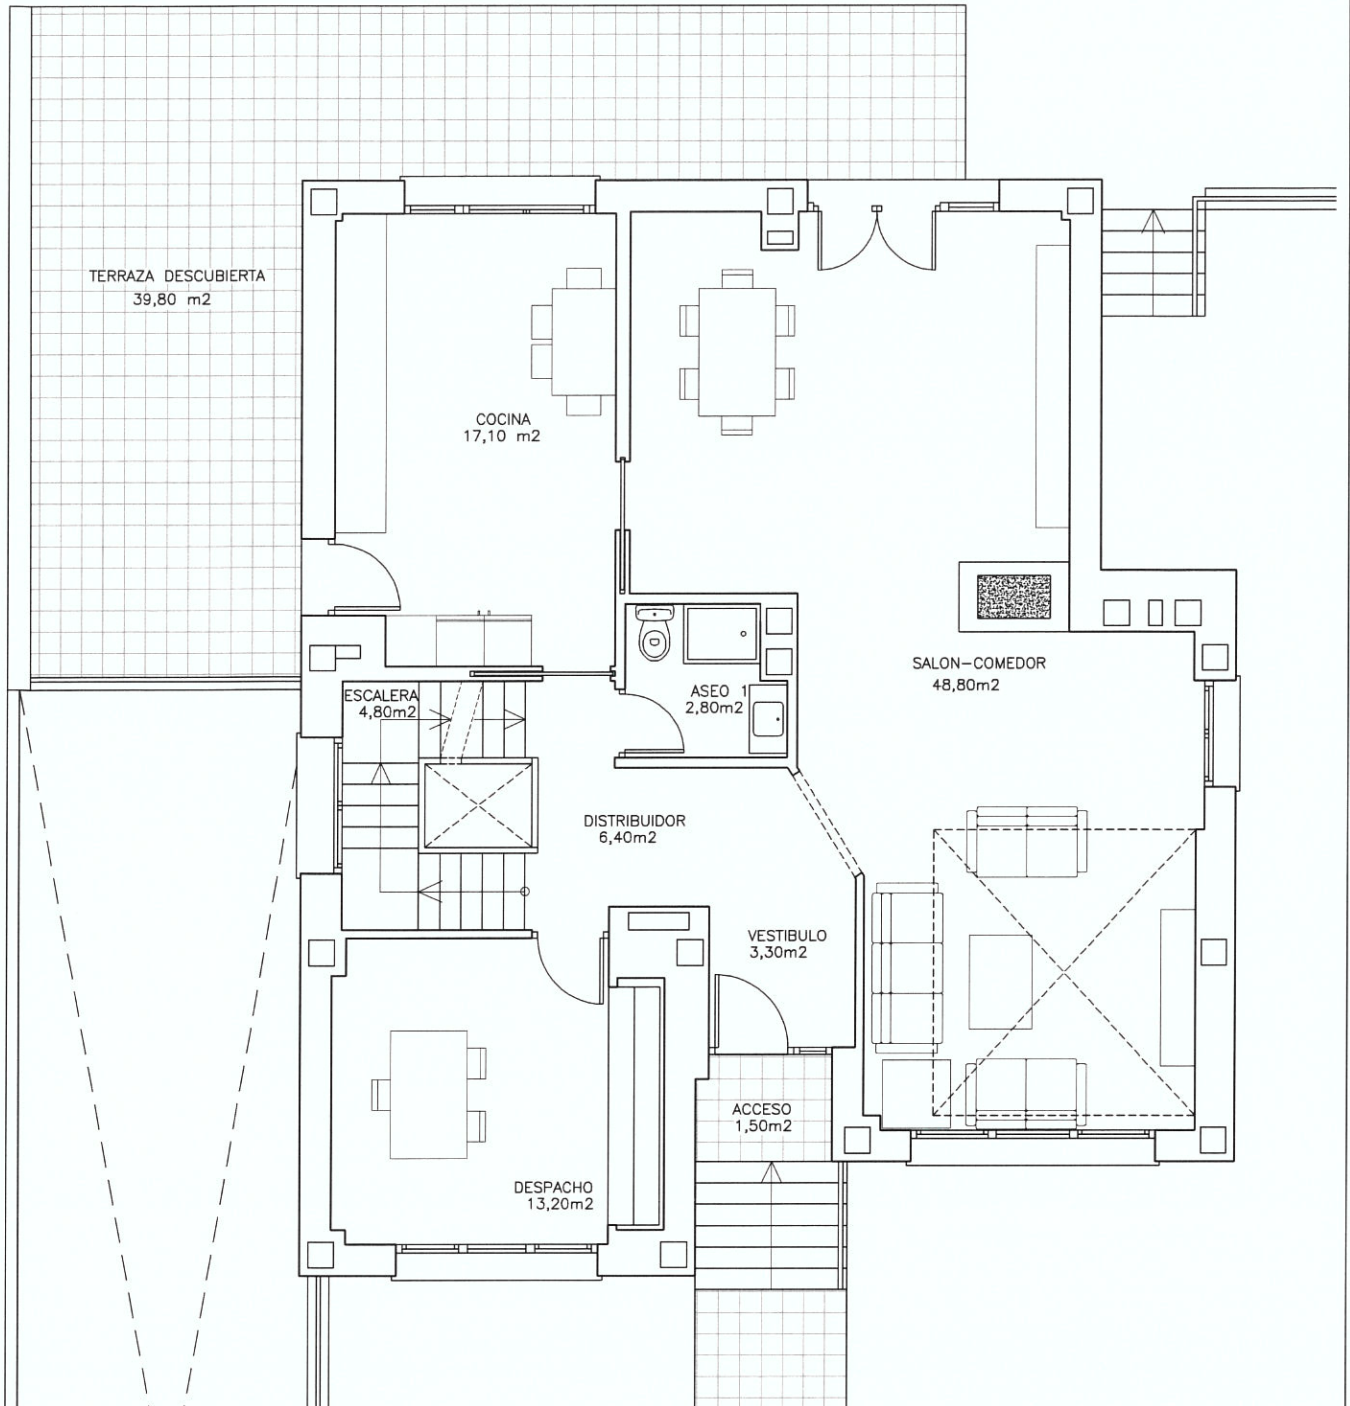 TERRAZA DESCUBIERTA
39,80 m2
COCINA
17,10 m2
SALON-COMEDOR
48,80m2
ESCALERA
4,80m2
ASEO 1
2,80m2
DISTRIBUIDOR
6,40m2
VESTIBULO
3,30m2
ACCESO
1,50m2
DESPACHO
13,20m2